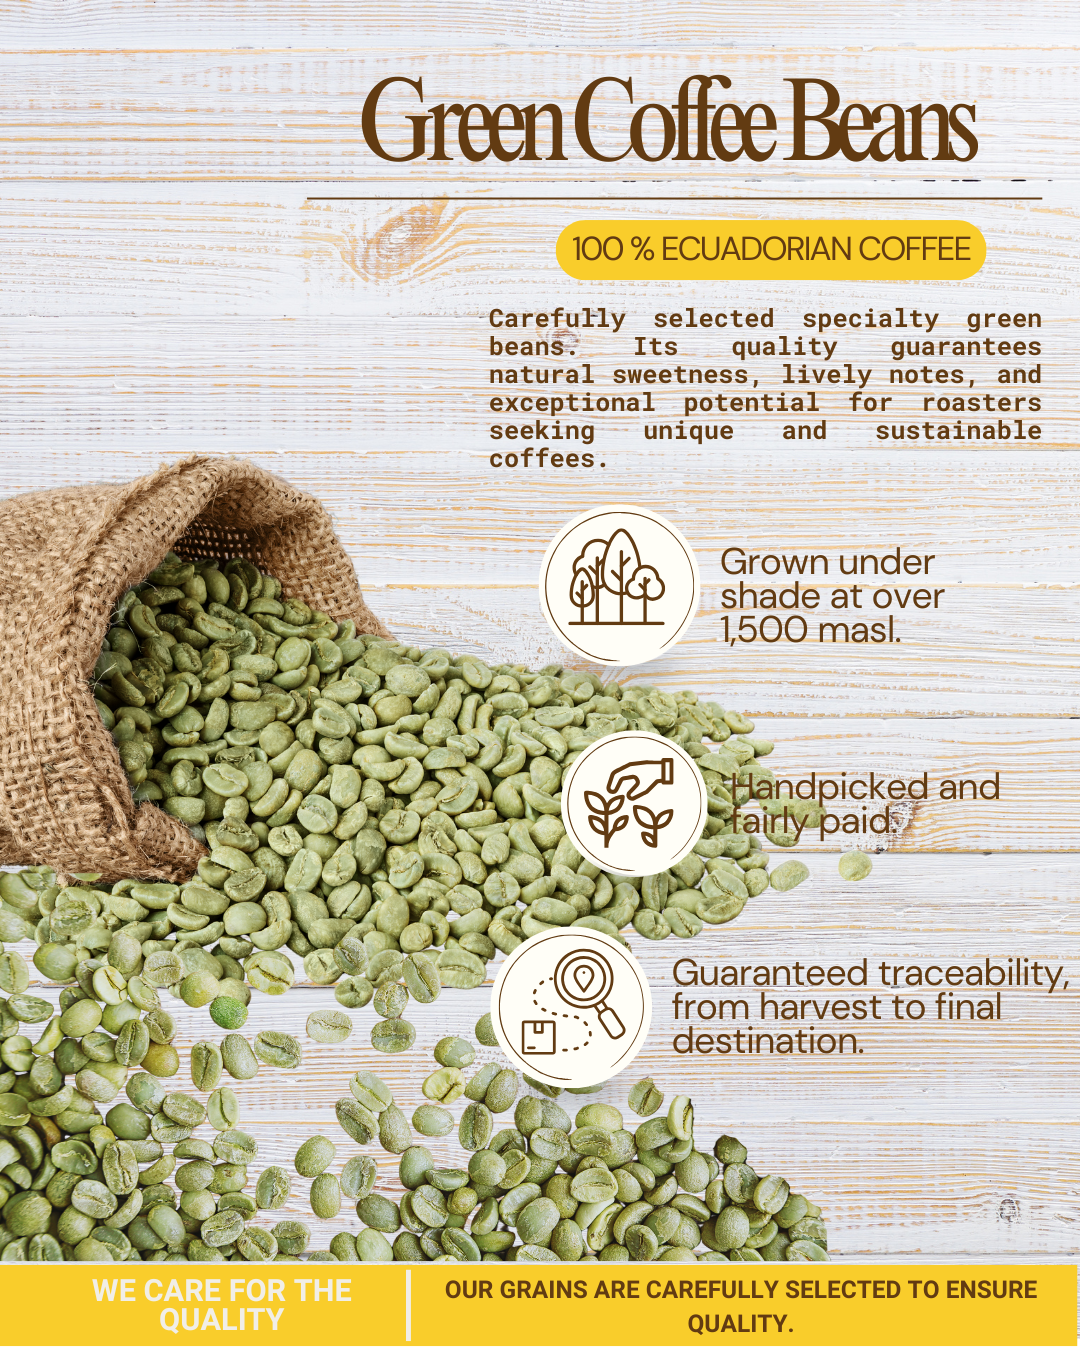 Green Coffee Beans
100 % ECUADORIAN COFFEE
Carefully selected specialty green
beans. Its quality guarantees
natural sweetness, lively notes, and
exceptional potential for roasters
seeking unique and sustainable
coffees.
Grown under
shade at over
1,500 masl.
Handpicked and
fairly paid.
Guaranteed traceability,
from harvest to final
destination.
WE CARE FOR THE
QUALITY
OUR GRAINS ARE CAREFULLY SELECTED TO ENSURE
QUALITY.